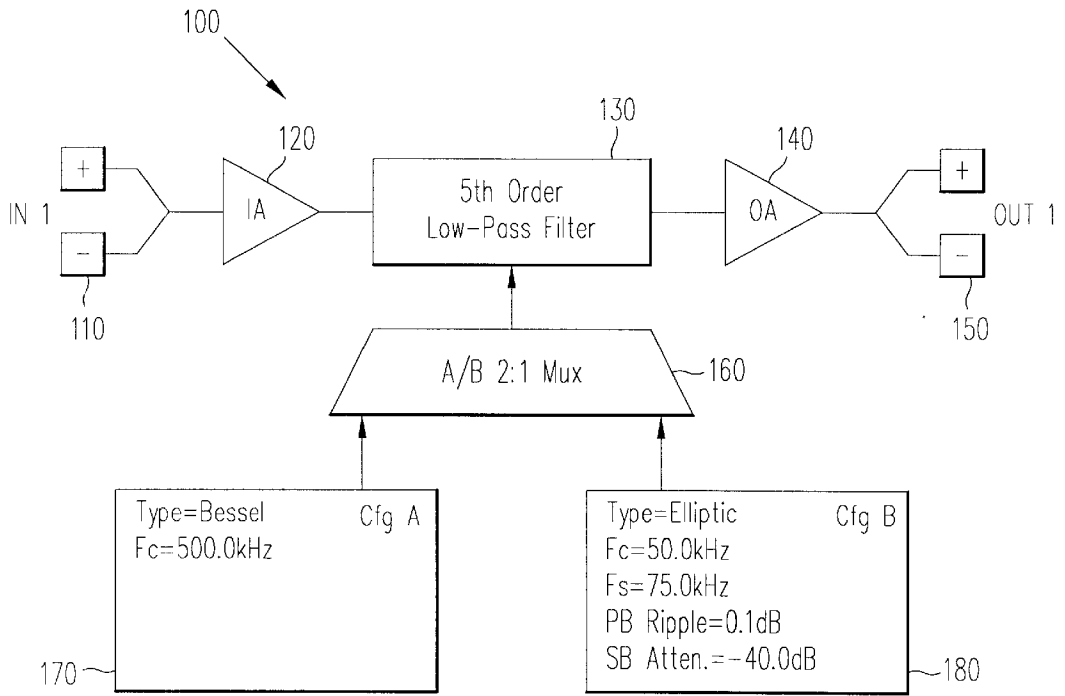 100
IN 1
+
-
110
120
IA
130
5th Order
Low-Pass Filter
140
OA
+
-
OUT 1
150
A/B 2:1 Mux
160
Type=Bessel Cfg A
Fc=500.0kHz
170
Type=Elliptic Cfg B
Fc=50.0kHz
Fs=75.0kHz
PB Ripple=0.1dB
SB Atten.=-40.0dB
180